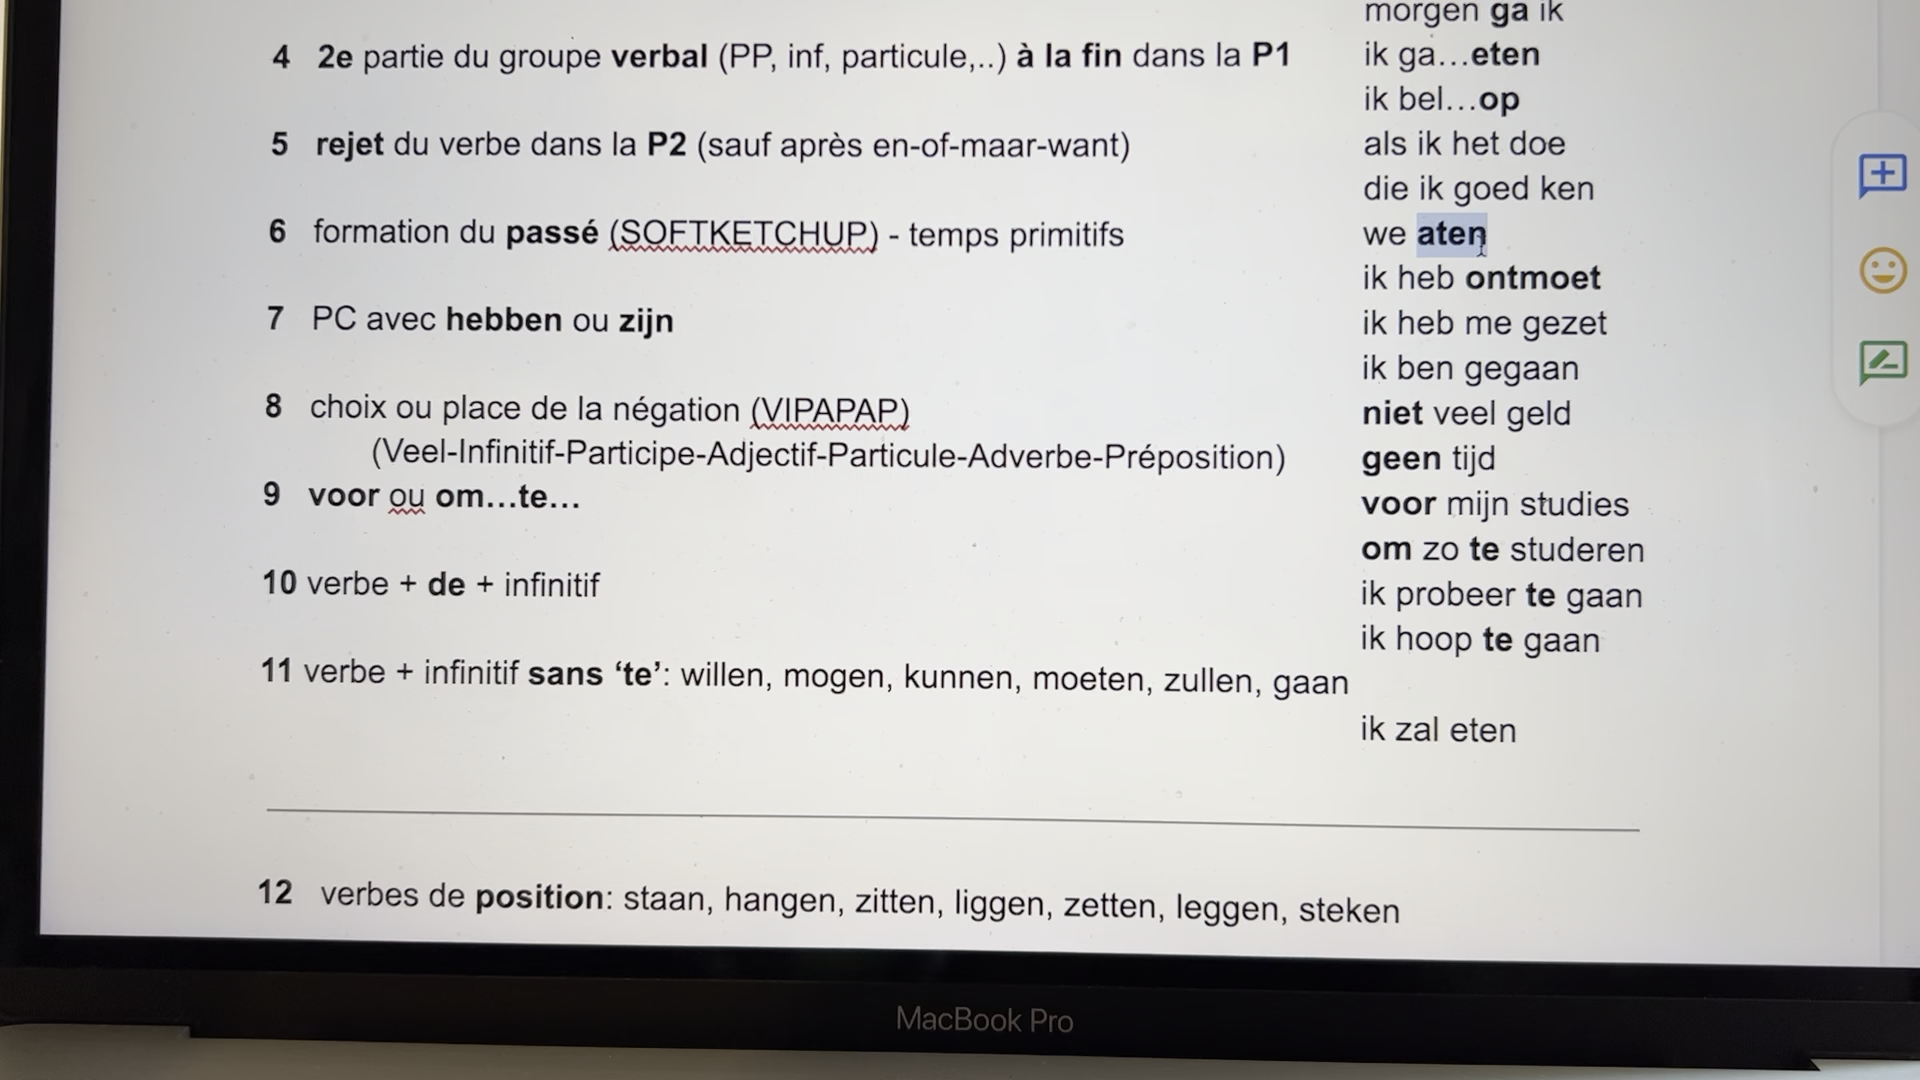 morgen ga ik
4 2e partie du groupe verbal (PP, inf, particule,..) à la fin dans la P1 ik ga...eten
ik bel...op
5 rejet du verbe dans la P2 (sauf après en-of-maar-want) als ik het doe
die ik goed ken
6 formation du passé (SOFTKETCHUP) - temps primitifs we aten
ik heb ontmoet
7 PC avec hebben ou zijn ik heb me gezet
ik ben gegaan
8 choix ou place de la négation (VIPAPAP) niet veel geld
(Veel-Infinitif-Participe-Adjectif-Particule-Adverbe-Préposition) geen tijd
9 voor ou om...te... voor mijn studies
om zo te studeren
10 verbe + de + infinitif ik probeer te gaan
ik hoop te gaan
11 verbe + infinitif sans ‘te’: willen, mogen, kunnen, moeten, zullen, gaan
ik zal eten
12 verbes de position: staan, hangen, zitten, liggen, zetten, leggen, steken
MacBook Pro